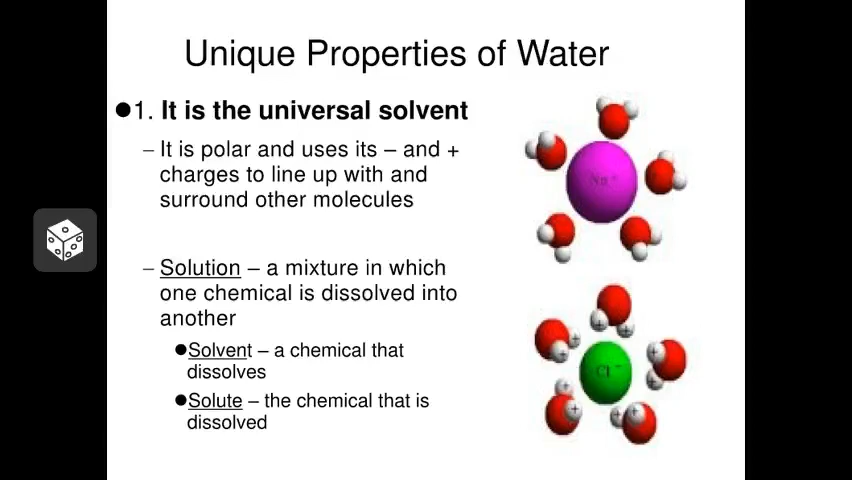 Unique Properties of Water
●1. It is the universal solvent
– It is polar and uses its – and +
charges to line up with and
surround other molecules
– Solution – a mixture in which
one chemical is dissolved into
another
●Solvent – a chemical that
dissolves
●Solute – the chemical that is
dissolved
Na+
+ +
+ +
+ +
Cl-
+ +
+ +